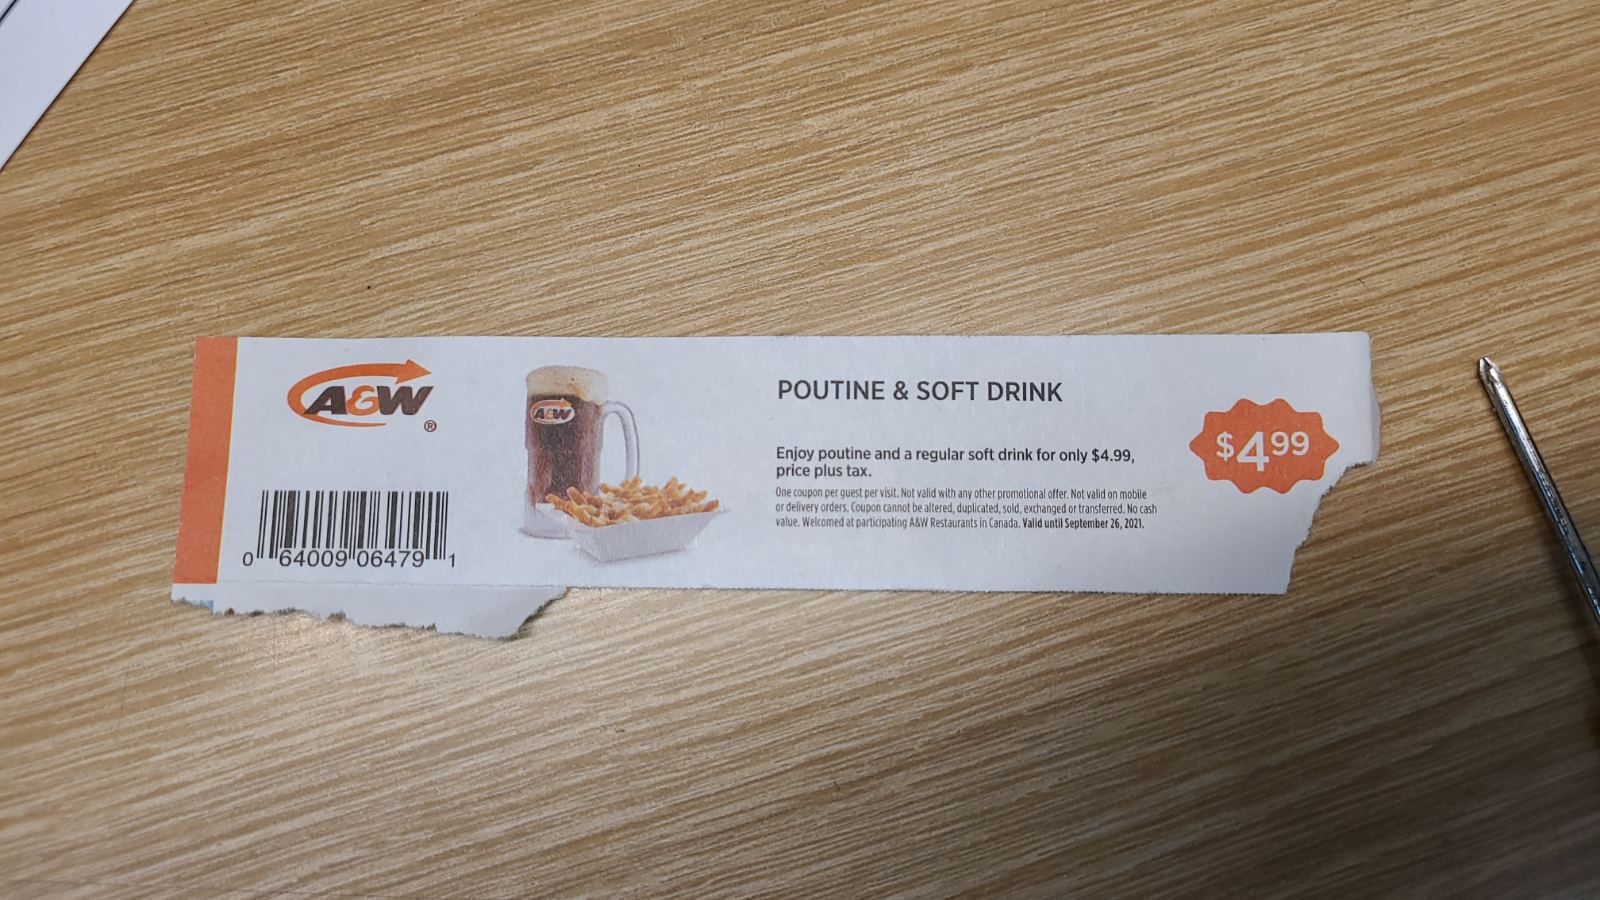 A&W
®
A&W
0 64009 06479 1
POUTINE & SOFT DRINK
Enjoy poutine and a regular soft drink for only $4.99,
price plus tax.
One coupon per guest per visit. Not valid with any other promotional offer. Not valid on mobile
or delivery orders. Coupon cannot be altered, duplicated, sold, exchanged or transferred. No cash
value. Welcomed at participating A&W Restaurants in Canada. Valid until September 26, 2021.
$4.99